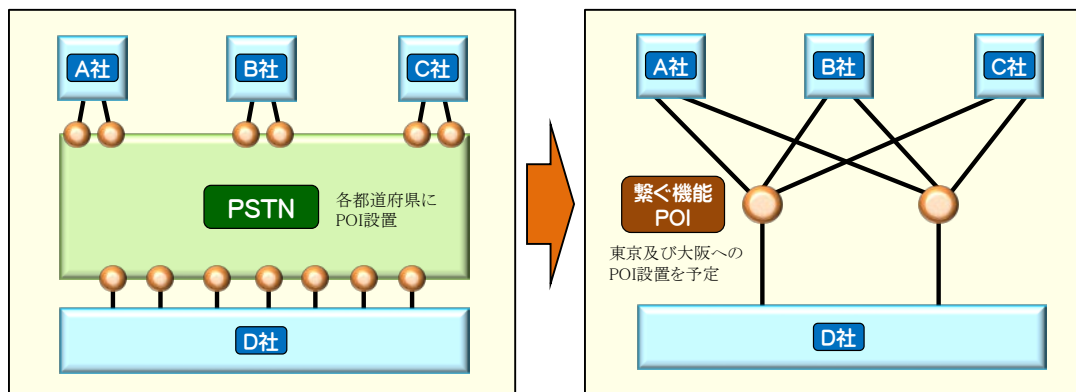 A社
B社
C社
PSTN
各都道府県に
POI設置
D社
A社
B社
C社
繋ぐ機能
POI
東京及び大阪への
POI設置を予定
D社